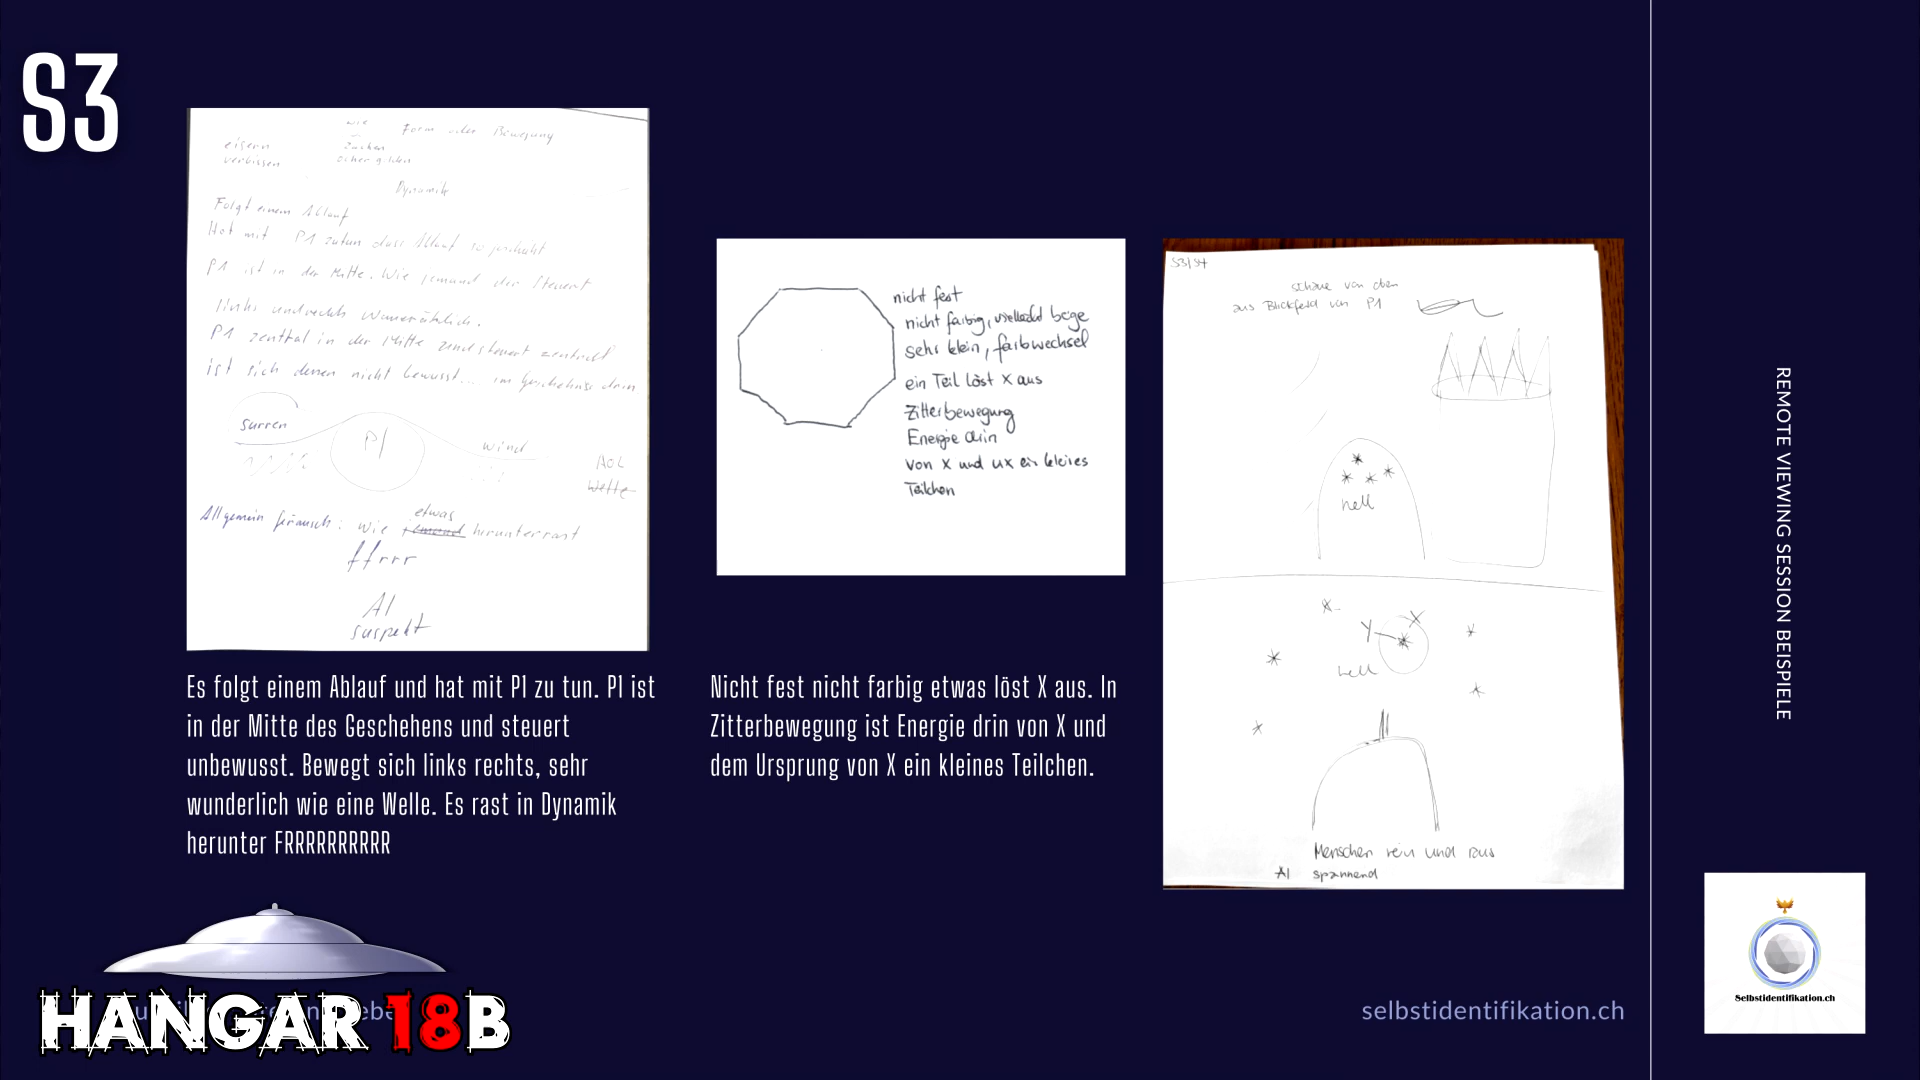 S3
wie Form oder Bewegung
eisern
verbissen
Dynamik
Folgt einem Ablauf
Hat mit P1 zutun dass Ablauf so geschieht
P1 ist in der Mitte. Wie jemand der Steuert
links und rechts
P1 zentral in der Mitte und steuert zentral
ist sich dessen nicht bewusst... im Geschehnis drin
surren
P1
wind
AOL
Welle
Allgemein Geräusch: wie etwas jemand herunterrast
ffrrr
AI
suspekt
Es folgt einem Ablauf und hat mit P1 zu tun. P1 ist
in der Mitte des Geschehens und steuert
unbewusst. Bewegt sich links rechts, sehr
wunderlich wie eine Welle. Es rast in Dynamik
herunter FRRRRRRRRRR
nicht fest
nicht farbig, vielleicht beige
sehr klein, farbwechsel
ein Teil löst X aus
Zitterbewegung
Energie drin
von X und ux ein kleines
Teilchen
Nicht fest nicht farbig etwas löst X aus. In
Zitterbewegung ist Energie drin von X und
dem Ursprung von X ein kleines Teilchen.
S3/S4
schaue von oben
aus Blickfeld von P1
hell
X
Y
hell
Menschen rein und raus
AI spannend
REMOTE VIEWING SESSION BEISPIELE
HANGAR 18B
selbstidentifikation.ch
Selbstidentifikation.ch